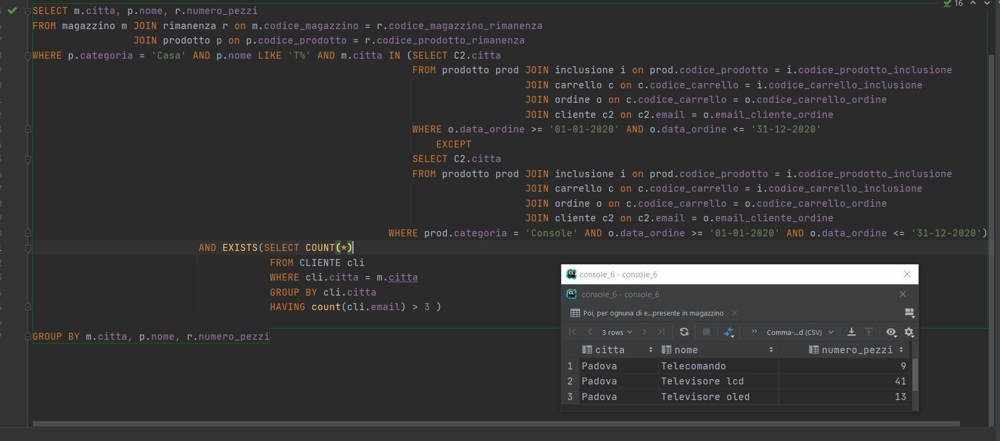 SELECT m.citta, p.nome, r.numero_pezzi
16
FROM magazzino m JOIN rimanenza r on m.codice_magazzino = r.codice_magazzino_rimanenza
JOIN prodotto p on p.codice_prodotto = r.codice_prodotto_rimanenza
WHERE p.categoria = 'Casa' AND p.nome LIKE 'T%' AND m.citta IN (SELECT C2.citta
FROM prodotto prod JOIN inclusione i on prod.codice_prodotto = i.codice_prodotto_inclusione
JOIN carrello c on c.codice_carrello = i.codice_carrello_inclusione
JOIN ordine o on c.codice_carrello = o.codice_carrello_ordine
JOIN cliente c2 on c2.email = o.email_cliente_ordine
WHERE o.data_ordine >= '01-01-2020' AND o.data_ordine <= '31-12-2020'
EXCEPT
SELECT C2.citta
FROM prodotto prod JOIN inclusione i on prod.codice_prodotto = i.codice_prodotto_inclusione
JOIN carrello c on c.codice_carrello = i.codice_carrello_inclusione
JOIN ordine o on c.codice_carrello = o.codice_carrello_ordine
JOIN cliente c2 on c2.email = o.email_cliente_ordine
WHERE prod.categoria = 'Console' AND o.data_ordine >= '01-01-2020' AND o.data_ordine <= '31-12-2020')
AND EXISTS(SELECT COUNT(*)
FROM CLIENTE cli
WHERE cli.citta = m.citta
GROUP BY cli.citta
HAVING count(cli.email) > 3 )
GROUP BY m.citta, p.nome, r.numero_pezzi
CL console_6 - console_6
CL console_6 - console_6
Poi, per ognuna di e...presente in magazzino
3 rows » Comma-...d (CSV)
citta nome numero_pezzi
1 Padova Telecomando 9
2 Padova Televisore lcd 41
3 Padova Televisore oled 13